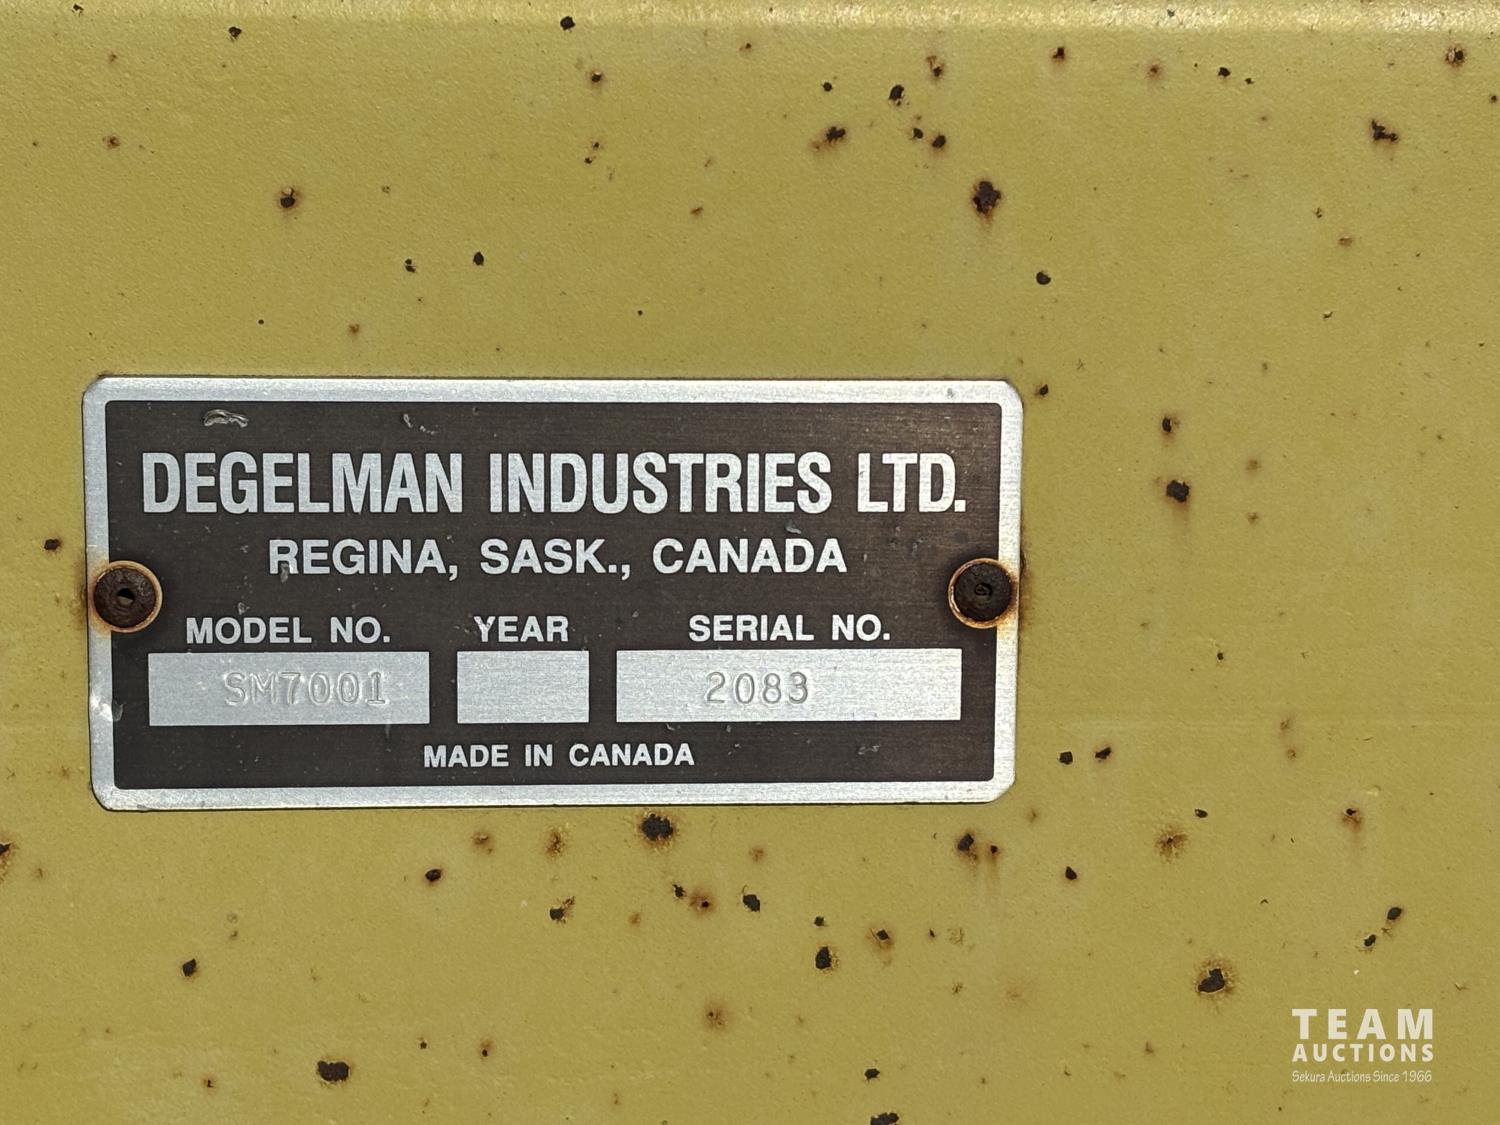 DEGELMAN INDUSTRIES LTD.
REGINA, SASK., CANADA
MODEL NO. YEAR SERIAL NO.
SM7001 2083
MADE IN CANADA
TEAM
AUCTIONS
Sekura Auctions Since 1966